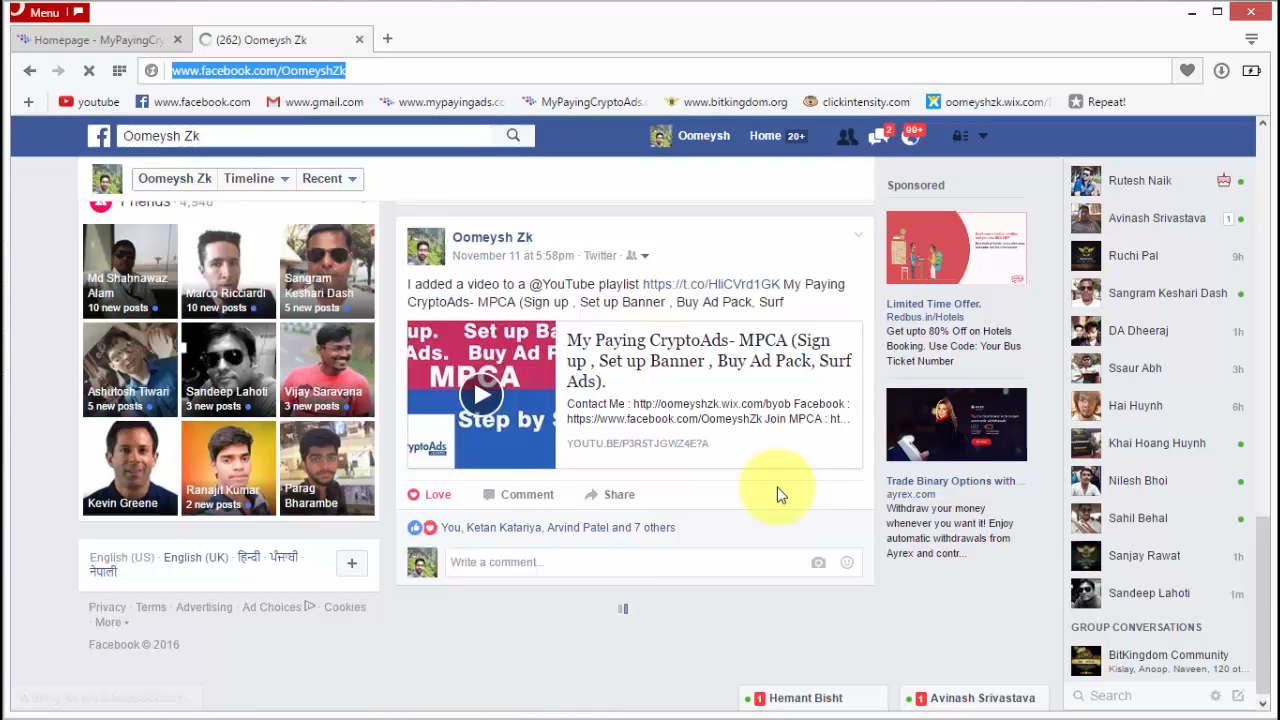 Menu
Homepage - MyPayingCry
(262) Oomeysh Zk
www.facebook.com/OomeyshZk
youtube
www.facebook.com
www.gmail.com
www.mypayingads.co
MyPayingCryptoAds.
www.bitkingdom.org
clickintensity.com
oomeyshzk.wix.com/
Repeat!
Oomeysh Zk
Oomeysh
Home 20+
2
99+
Oomeysh Zk
Timeline
Recent
Friends · 4,948
Md Shahnawaz
Alam
10 new posts
Marco Ricciardi
10 new posts
Sangram
Keshari Dash
5 new posts
Ashutosh Tiwari
5 new posts
Sandeep Lahoti
3 new posts
Vijay Saravana
3 new posts
Kevin Greene
Ranajit Kumar
2 new posts
Parag
Bharambe
English (US) · English (UK) · हिन्दी · ਪੰਜਾਬੀ ·
नेपाली
Privacy · Terms · Advertising · Ad Choices · Cookies ·
More
Facebook © 2016
Oomeysh Zk
November 11 at 5:58pm · Twitter ·
I added a video to a @YouTube playlist https://t.co/HliCVrd1GK My Paying
CryptoAds- MPCA (Sign up , Set up Banner , Buy Ad Pack, Surf
up. Set up Ba
Ads). Buy Ad P
MPCA
Step by S
yptoAds
My Paying CryptoAds- MPCA (Sign
up , Set up Banner , Buy Ad Pack, Surf
Ads).
Contact Me : http://oomeyshzk.wix.com/byob Facebook :
https://www.facebook.com/OomeyshZk Join MPCA : ht...
YOUTU.BE/P3R5TJGWZ4E?A
Love
Comment
Share
You, Ketan Katariya, Arvind Patel and 7 others
Write a comment...
Sponsored
Limited Time Offer.
Redbus.in/Hotels
Get upto 80% Off on Hotels
Booking. Use Code: Your Bus
Ticket Number
Trade Binary Options with...
ayrex.com
Withdraw your money
whenever you want it! Enjoy
automatic withdrawals from
Ayrex and contr...
Rutesh Naik
Avinash Srivastava 1
Ruchi Pal 9h
Sangram Keshari Dash
DA Dheeraj 1h
Ssaur Abh 1h
Hai Huynh 6h
Khai Hoang Huynh
Nilesh Bhoi
Sahil Behal
Sanjay Rawat 1h
Sandeep Lahoti 1m
GROUP CONVERSATIONS
BitKingdom Community
Kislay, Anoop, Naveen, 120 ot...
Search
1 Hemant Bisht
1 Avinash Srivastava